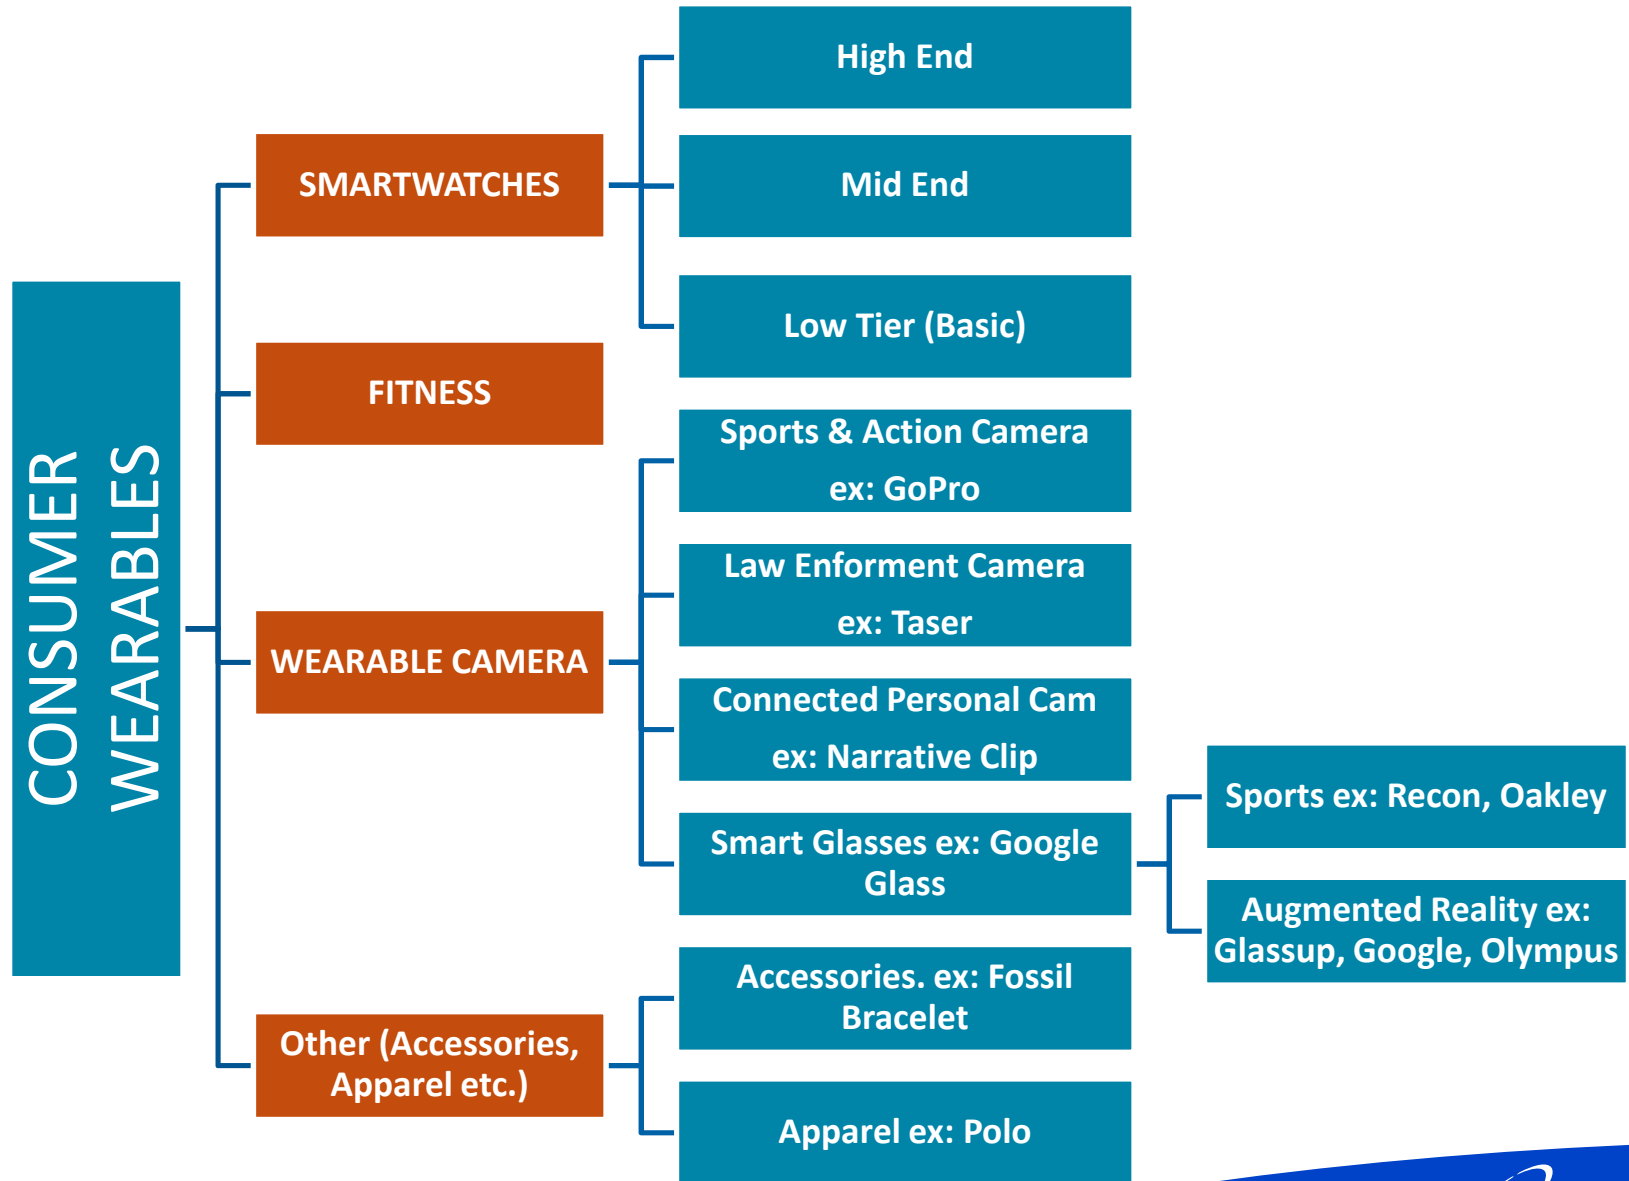 CONSUMER
WEARABLES
SMARTWATCHES
High End
Mid End
Low Tier (Basic)
FITNESS
WEARABLE CAMERA
Sports & Action Camera
ex: GoPro
Law Enforment Camera
ex: Taser
Connected Personal Cam
ex: Narrative Clip
Smart Glasses ex: Google
Glass
Sports ex: Recon, Oakley
Augmented Reality ex:
Glassup, Google, Olympus
Other (Accessories,
Apparel etc.)
Accessories. ex: Fossil
Bracelet
Apparel ex: Polo